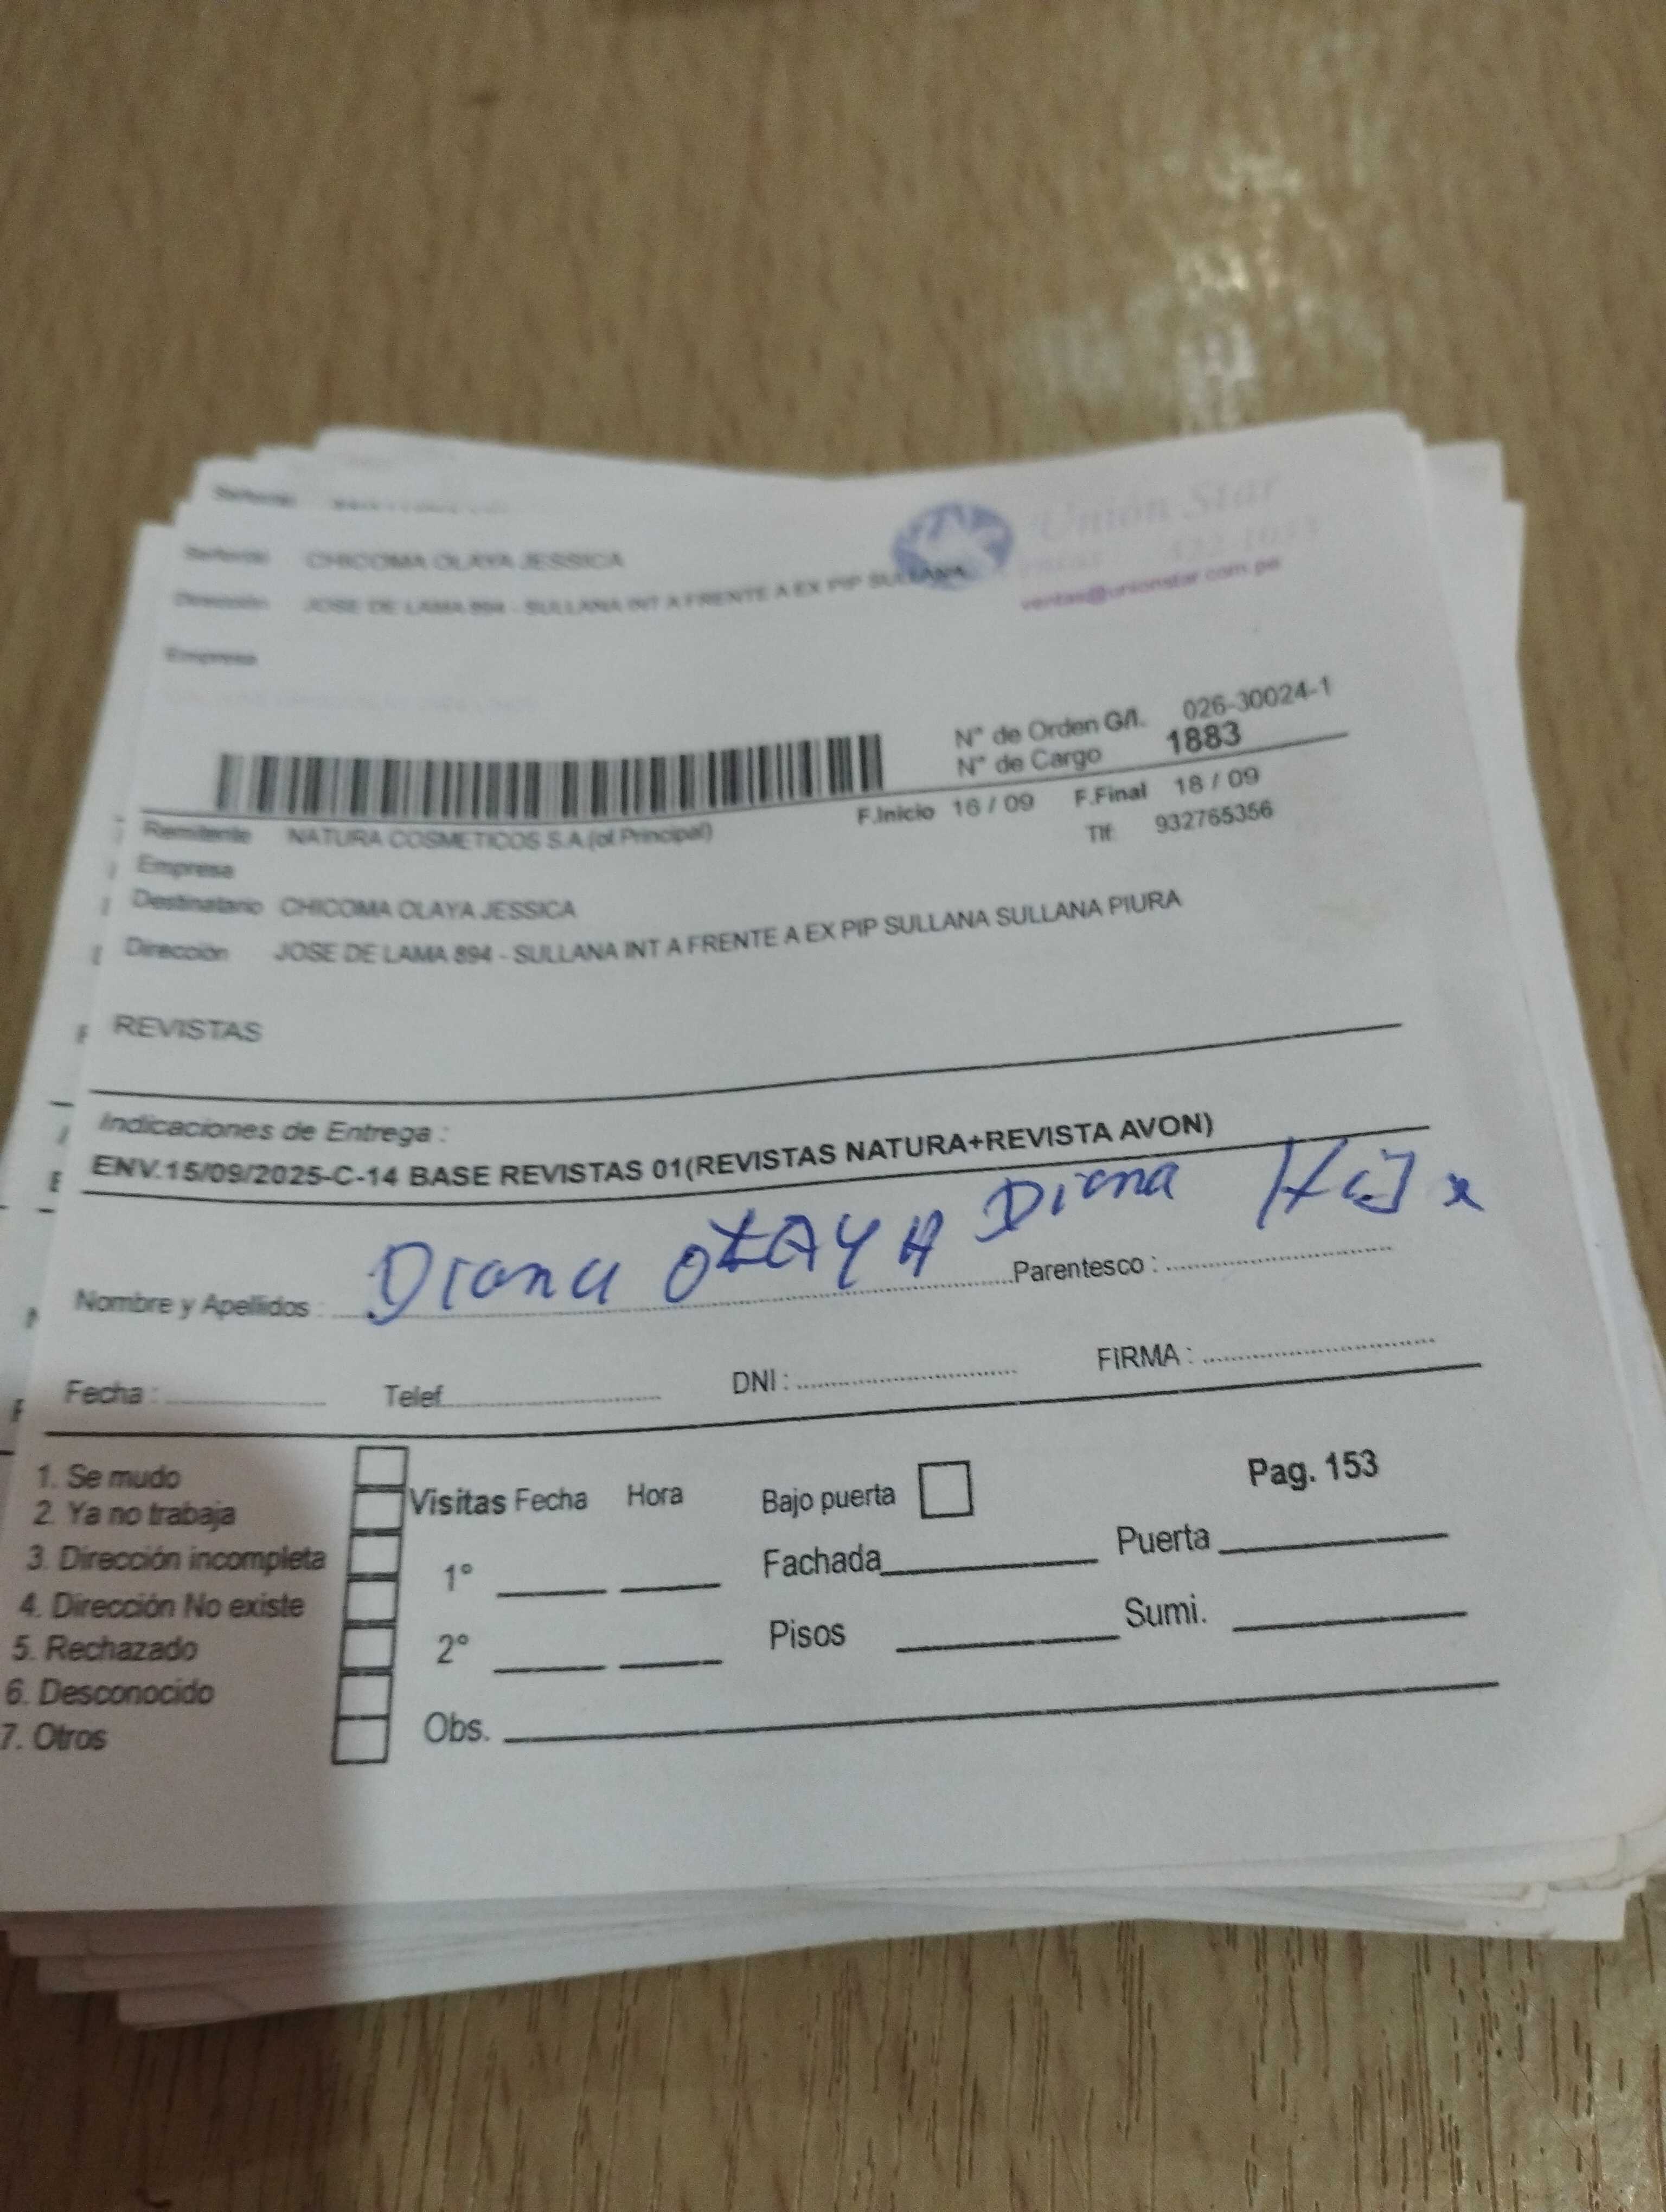 Señor(a) CHICOMA OLAYA JESSICA
Dirección JOSE DE LAMA 894 - SULLANA INT A FRENTE A EX PIP SULLANA
Unión Star
ventas@unionstar.com.pe
Empresa
N° de Orden G/I. 026-30024-1
N° de Cargo 1883
F.Inicio 16 / 09 F.Final 18 / 09
Remitente NATURA COSMETICOS S.A.(of.Principal)
Tlf: 932765356
Empresa
Destinatario CHICOMA OLAYA JESSICA
Dirección JOSE DE LAMA 894 - SULLANA INT A FRENTE A EX PIP SULLANA SULLANA PIURA
REVISTAS
Indicaciones de Entrega :
ENV.15/09/2025-C-14 BASE REVISTAS 01(REVISTAS NATURA+REVISTA AVON)
Nombre y Apellidos : Diana OLAYA Diana Parentesco :
Fecha : Telef. DNI : FIRMA :
1. Se mudo
2. Ya no trabaja
3. Dirección incompleta
4. Dirección No existe
5. Rechazado
6. Desconocido
7. Otros
Visitas Fecha Hora
1°
2°
Obs.
Bajo puerta
Pag. 153
Fachada Puerta
Pisos Sumi.